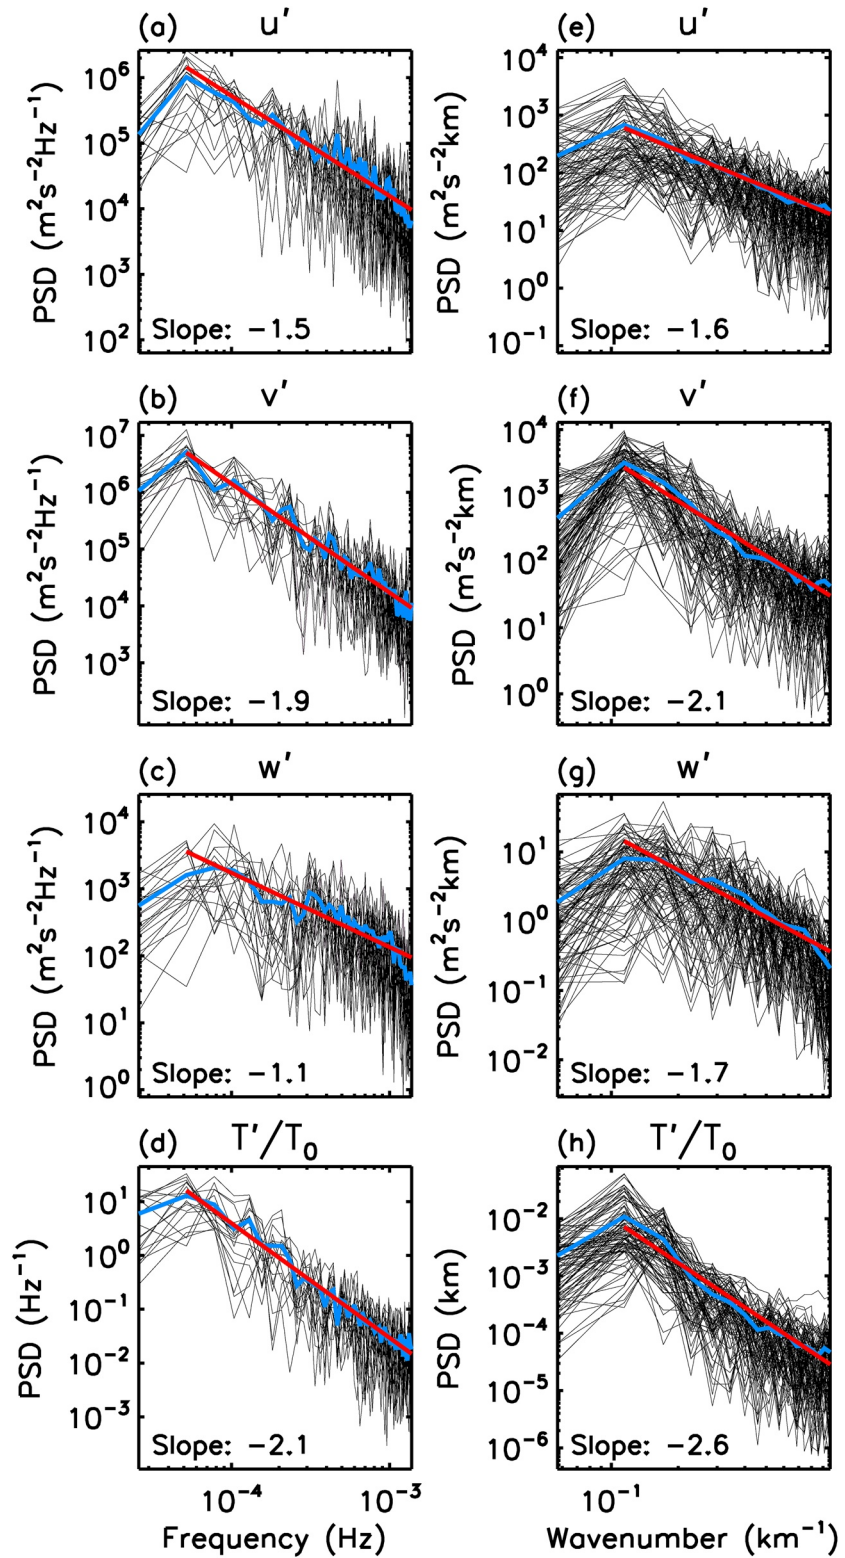 (a) u′
PSD (m²s⁻²Hz⁻¹)
10⁶
10⁵
10⁴
10³
10²
Slope: −1.5
(e) u′
PSD (m²s⁻²km)
10⁴
10³
10²
10¹
10⁰
10⁻¹
Slope: −1.6
(b) v′
PSD (m²s⁻²Hz⁻¹)
10⁷
10⁶
10⁵
10⁴
10³
Slope: −1.9
(f) v′
PSD (m²s⁻²km)
10⁴
10³
10²
10¹
10⁰
Slope: −2.1
(c) w′
PSD (m²s⁻²Hz⁻¹)
10⁴
10³
10²
10¹
10⁰
Slope: −1.1
(g) w′
PSD (m²s⁻²km)
10¹
10⁰
10⁻¹
10⁻²
Slope: −1.7
(d) T′/T₀
PSD (Hz⁻¹)
10¹
10⁰
10⁻¹
10⁻²
10⁻³
Slope: −2.1
10⁻⁴ 10⁻³
Frequency (Hz)
(h) T′/T₀
PSD (km)
10⁻²
10⁻³
10⁻⁴
10⁻⁵
10⁻⁶
Slope: −2.6
10⁻¹
Wavenumber (km⁻¹)